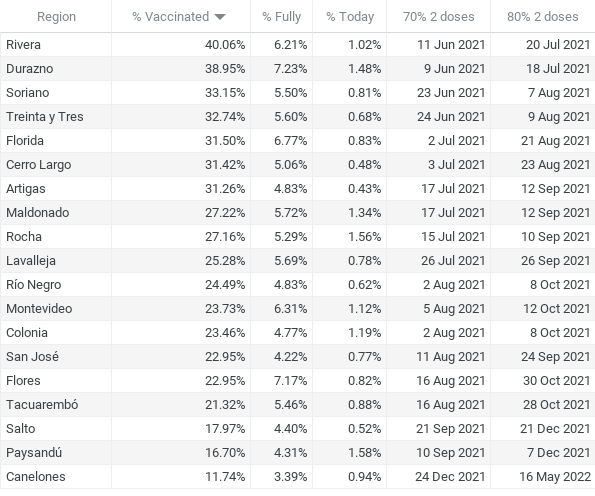 Region % Vaccinated % Fully % Today 70% 2 doses 80% 2 doses
Rivera 40.06% 6.21% 1.02% 11 Jun 2021 20 Jul 2021
Durazno 38.95% 7.23% 1.48% 9 Jun 2021 18 Jul 2021
Soriano 33.15% 5.50% 0.81% 23 Jun 2021 7 Aug 2021
Treinta y Tres 32.74% 5.60% 0.68% 24 Jun 2021 9 Aug 2021
Florida 31.50% 6.77% 0.83% 2 Jul 2021 21 Aug 2021
Cerro Largo 31.42% 5.06% 0.48% 3 Jul 2021 23 Aug 2021
Artigas 31.26% 4.83% 0.43% 17 Jul 2021 12 Sep 2021
Maldonado 27.22% 5.72% 1.34% 17 Jul 2021 12 Sep 2021
Rocha 27.16% 5.29% 1.56% 15 Jul 2021 10 Sep 2021
Lavalleja 25.28% 5.69% 0.78% 26 Jul 2021 26 Sep 2021
Río Negro 24.49% 4.83% 0.62% 2 Aug 2021 8 Oct 2021
Montevideo 23.73% 6.31% 1.12% 5 Aug 2021 12 Oct 2021
Colonia 23.46% 4.77% 1.19% 2 Aug 2021 8 Oct 2021
San José 22.95% 4.22% 0.77% 11 Aug 2021 24 Sep 2021
Flores 22.95% 7.17% 0.82% 16 Aug 2021 30 Oct 2021
Tacuarembó 21.32% 5.46% 0.88% 16 Aug 2021 28 Oct 2021
Salto 17.97% 4.40% 0.52% 21 Sep 2021 21 Dec 2021
Paysandú 16.70% 4.31% 1.58% 10 Sep 2021 7 Dec 2021
Canelones 11.74% 3.39% 0.94% 24 Dec 2021 16 May 2022